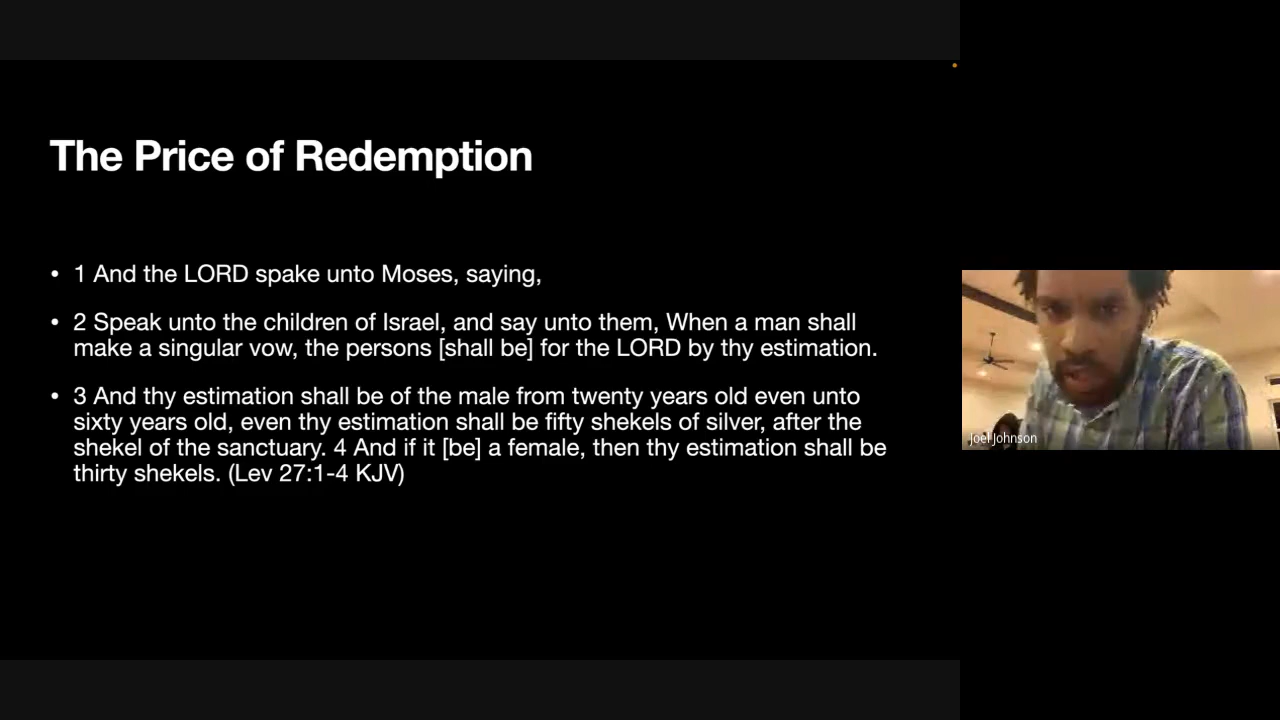 The Price of Redemption
• 1 And the LORD spake unto Moses, saying,
• 2 Speak unto the children of Israel, and say unto them, When a man shall
make a singular vow, the persons [shall be] for the LORD by thy estimation.
• 3 And thy estimation shall be of the male from twenty years old even unto
sixty years old, even thy estimation shall be fifty shekels of silver, after the
shekel of the sanctuary. 4 And if it [be] a female, then thy estimation shall be
thirty shekels. (Lev 27:1-4 KJV)
Joel Johnson